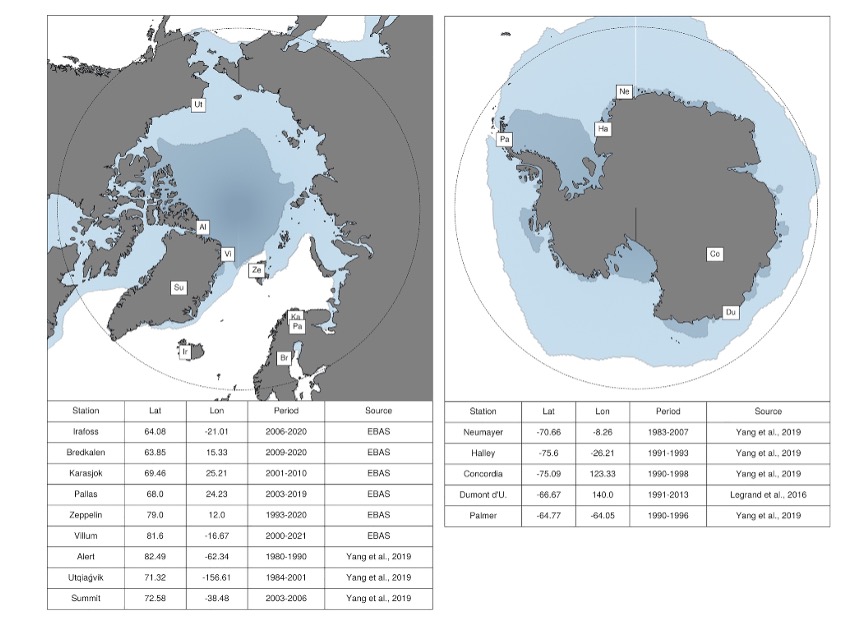 Ut
Al
Vi
Ze
Su
Ka
Pa
Ir
Br
Station Lat Lon Period Source
Irafoss 64.08 -21.01 2006-2020 EBAS
Bredkalen 63.85 15.33 2009-2020 EBAS
Karasjok 69.46 25.21 2001-2010 EBAS
Pallas 68.0 24.23 2003-2019 EBAS
Zeppelin 79.0 12.0 1993-2020 EBAS
Villum 81.6 -16.67 2000-2021 EBAS
Alert 82.49 -62.34 1980-1990 Yang et al., 2019
Utqiaġvik 71.32 -156.61 1984-2001 Yang et al., 2019
Summit 72.58 -38.48 2003-2006 Yang et al., 2019
Ne
Ha
Pa
Co
Du
Station Lat Lon Period Source
Neumayer -70.66 -8.26 1983-2007 Yang et al., 2019
Halley -75.6 -26.21 1991-1993 Yang et al., 2019
Concordia -75.09 123.33 1990-1998 Yang et al., 2019
Dumont d'U. -66.67 140.0 1991-2013 Legrand et al., 2016
Palmer -64.77 -64.05 1990-1996 Yang et al., 2019